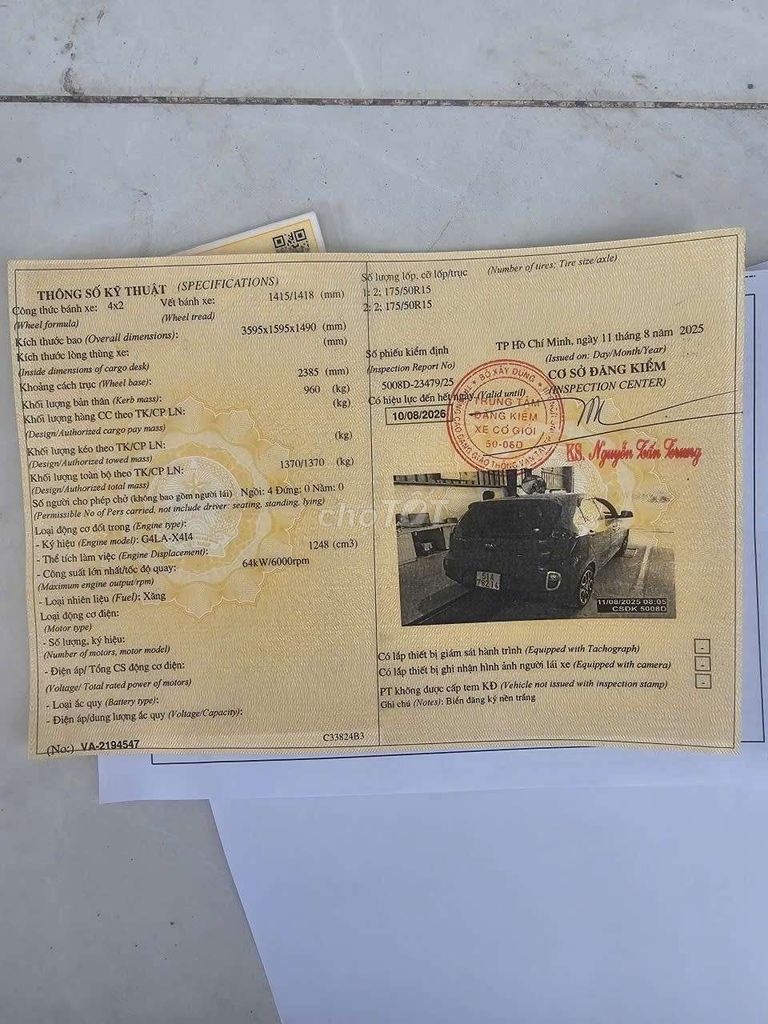 THÔNG SỐ KỸ THUẬT (SPECIFICATIONS)
Công thức bánh xe: 4x2 Vết bánh xe: 1415/1418 (mm)
(Wheel formula) (Wheel tread)
Kích thước bao (Overall dimensions): 3595x1595x1490 (mm)
Kích thước lòng thùng xe: (mm)
(Inside dimensions of cargo desk)
Khoảng cách trục (Wheel base): 2385 (mm)
Khối lượng bản thân (Kerb mass): 960 (kg)
Khối lượng hàng CC theo TK/CP LN: (kg)
(Design/Authorized cargo pay mass)
Khối lượng kéo theo TK/CP LN: (kg)
(Design/Authorized towed mass)
Khối lượng toàn bộ theo TK/CP LN: 1370/1370 (kg)
(Design/Authorized total mass)
Số người cho phép chở (không bao gồm người lái) Ngồi: 4 Đứng: 0 Nằm: 0
(Permissible No of Pers carried, not include driver: seating, standing, lying)
Loại động cơ đốt trong (Engine type):
- Ký hiệu (Engine model): G4LA-X414
- Thể tích làm việc (Engine Displacement): 1248 (cm3)
- Công suất lớn nhất/tốc độ quay: 64kW/6000rpm
(Maximum engine output/rpm)
- Loại nhiên liệu (Fuel): Xăng
Loại động cơ điện:
(Motor type)
- Số lượng, ký hiệu:
(Number of motors, motor model)
- Điện áp/ Tổng CS động cơ điện:
(Voltage/ Total rated power of motors)
- Loại ắc quy (Battery type):
- Điện áp/dung lượng ắc quy (Voltage/Capacity):
(No:) VA-2194547 C33824B3
Số lượng lốp, cỡ lốp/trục (Number of tires; Tire size/axle)
1: 2; 175/50R15
2: 2; 175/50R15
Số phiếu kiểm định
(Inspection Report No)
5008D-23479/25
Có hiệu lực đến hết ngày (Valid until)
10/08/2026
TP Hồ Chí Minh, ngày 11 tháng 8 năm 2025
(Issued on: Day/Month/Year)
CƠ SỞ ĐĂNG KIỂM
(INSPECTION CENTER)
BỘ XÂY DỰNG
TRUNG TÂM
ĐĂNG KIỂM
XE CƠ GIỚI
50-08D
KS. Nguyễn Tấn Trung
chợTỐT
51A
11/08/2025 08:05
CSDK 5008D
Có lắp thiết bị giám sát hành trình (Equipped with Tachograph) -
Có lắp thiết bị ghi nhận hình ảnh người lái xe (Equipped with camera) -
PT không được cấp tem KĐ (Vehicle not issued with inspection stamp) -
Ghi chú (Notes): Biển đăng ký nền trắng